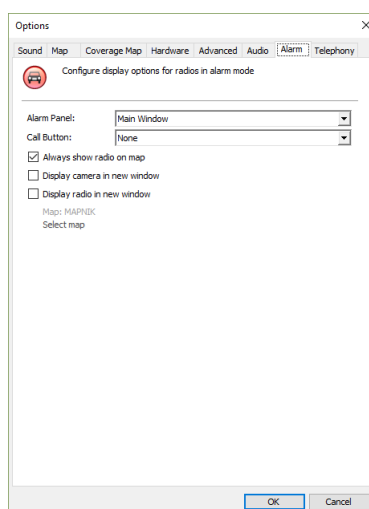 Options
Sound Map Coverage Map Hardware Advanced Audio Alarm Telephony
Configure display options for radios in alarm mode
Alarm Panel: Main Window
Call Button: None
Always show radio on map
Display camera in new window
Display radio in new window
Map: MAPNIK
Select map
OK Cancel